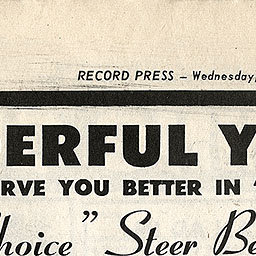 RECORD PRESS – Wednesday,
ERFUL Y
RVE YOU BETTER IN "
hoice" Steer Be